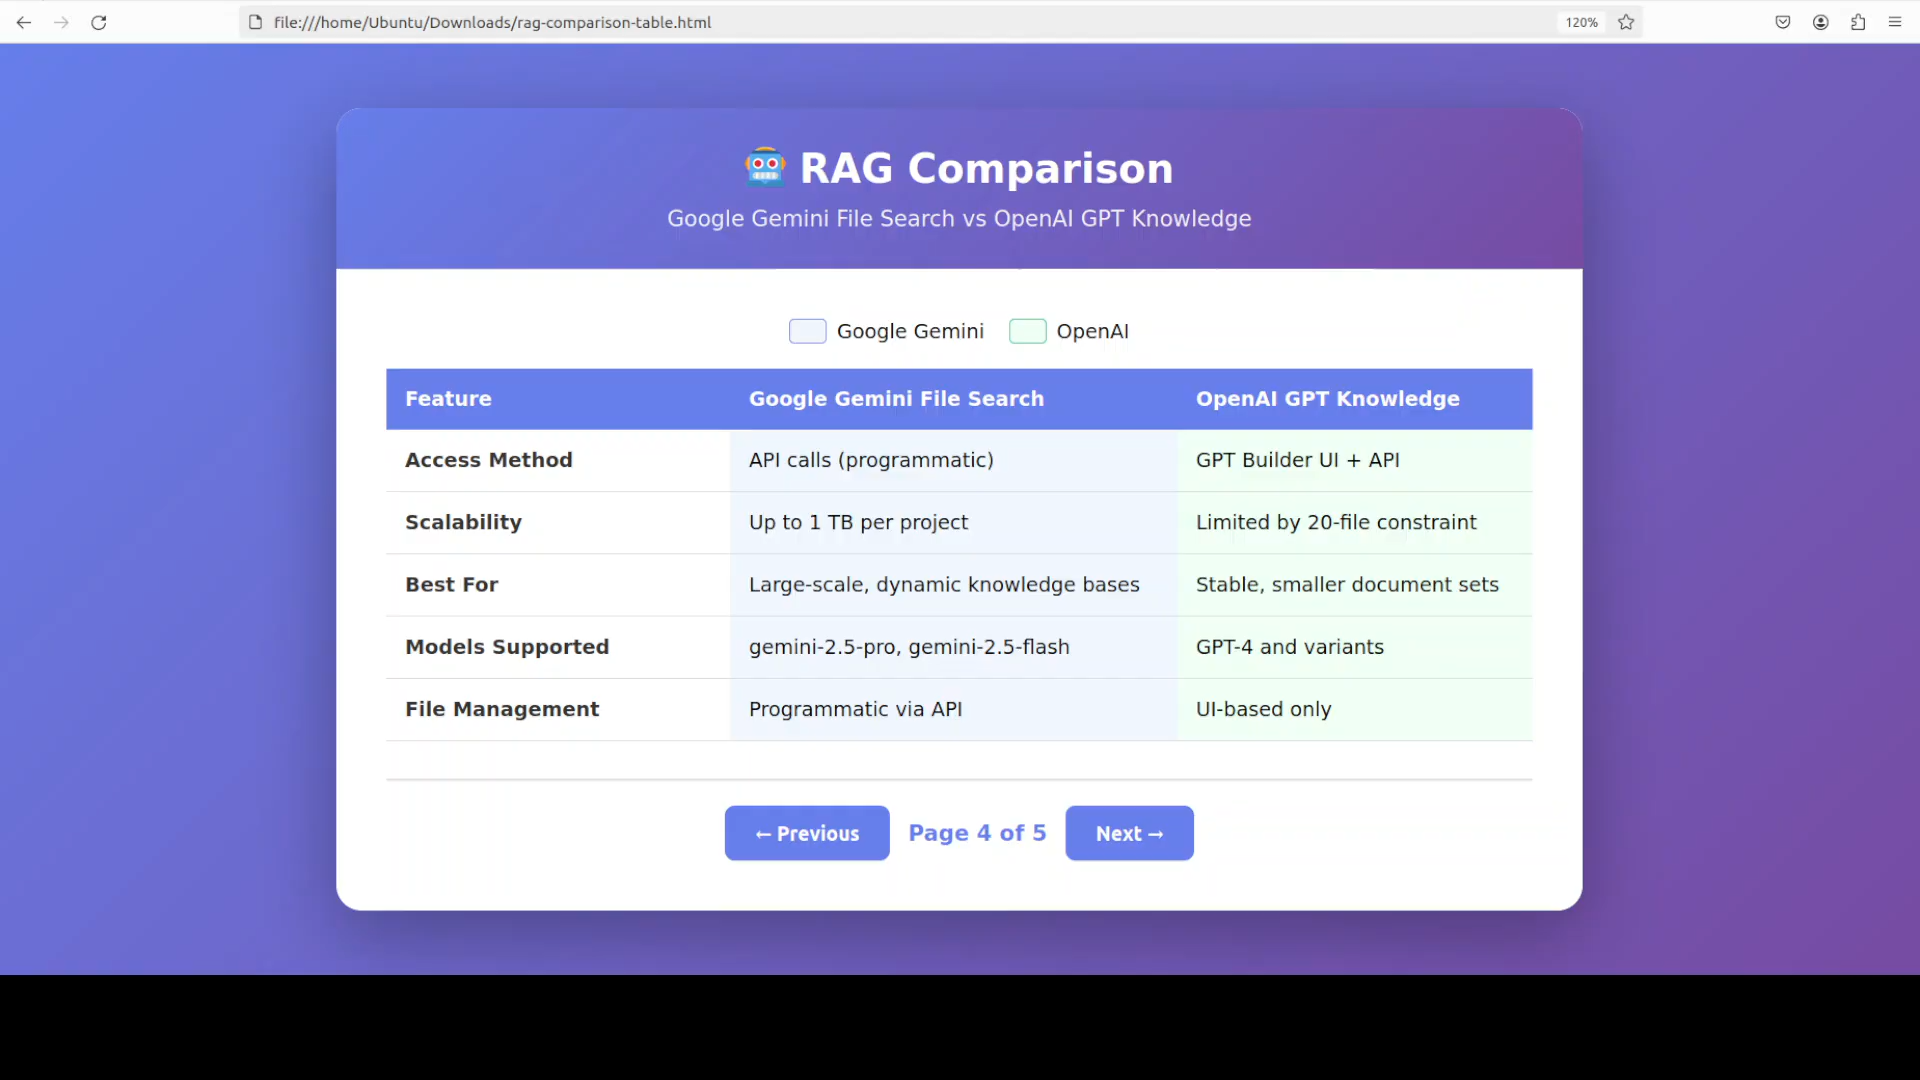 file:///home/Ubuntu/Downloads/rag-comparison-table.html
120%
RAG Comparison
Google Gemini File Search vs OpenAI GPT Knowledge
Google Gemini
OpenAI
Feature Google Gemini File Search OpenAI GPT Knowledge
Access Method API calls (programmatic) GPT Builder UI + API
Scalability Up to 1 TB per project Limited by 20-file constraint
Best For Large-scale, dynamic knowledge bases Stable, smaller document sets
Models Supported gemini-2.5-pro, gemini-2.5-flash GPT-4 and variants
File Management Programmatic via API UI-based only
← Previous Page 4 of 5 Next →